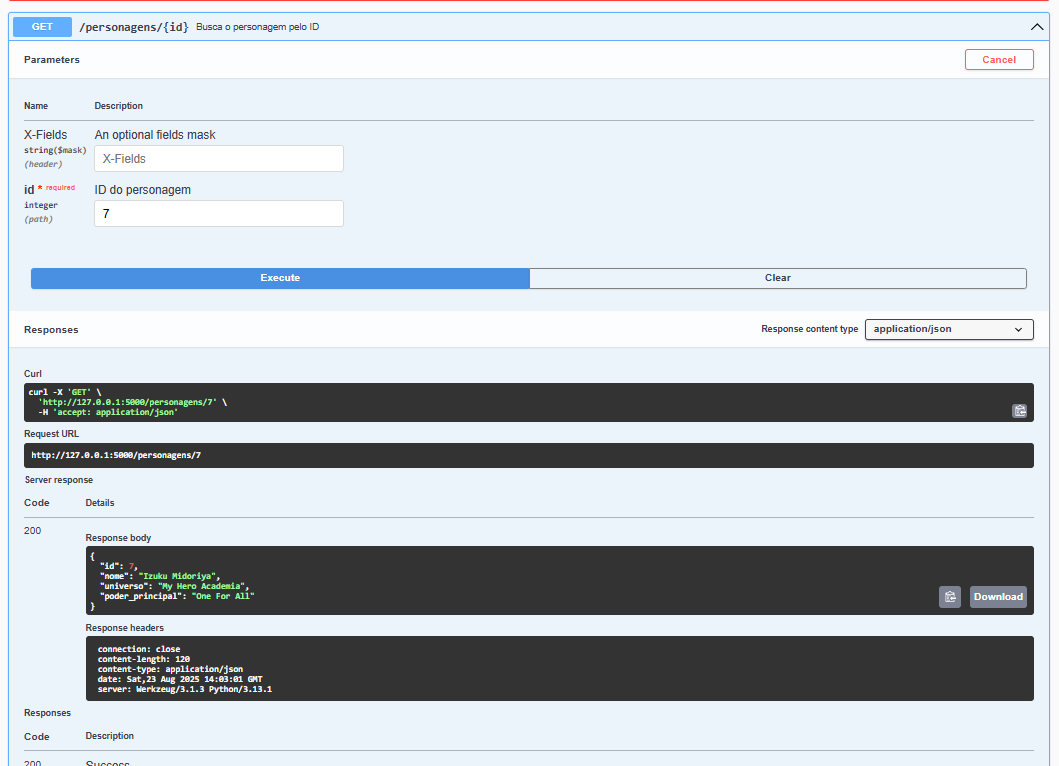 GET /personagens/{id} Busca o personagem pelo ID
Parameters Cancel
Name Description
X-Fields An optional fields mask
string($mask)
(header) X-Fields
id * required ID do personagem
integer
(path) 7
Execute Clear
Responses Response content type application/json
Curl
curl -X 'GET' \
'http://127.0.0.1:5000/personagens/7' \
-H 'accept: application/json'
Request URL
http://127.0.0.1:5000/personagens/7
Server response
Code Details
200
Response body
{
"id": 7,
"nome": "Izuku Midoriya",
"universo": "My Hero Academia",
"poder_principal": "One For All"
}
Download
Response headers
connection: close
content-length: 120
content-type: application/json
date: Sat,23 Aug 2025 14:03:01 GMT
server: Werkzeug/3.1.3 Python/3.13.1
Responses
Code Description
200 Success